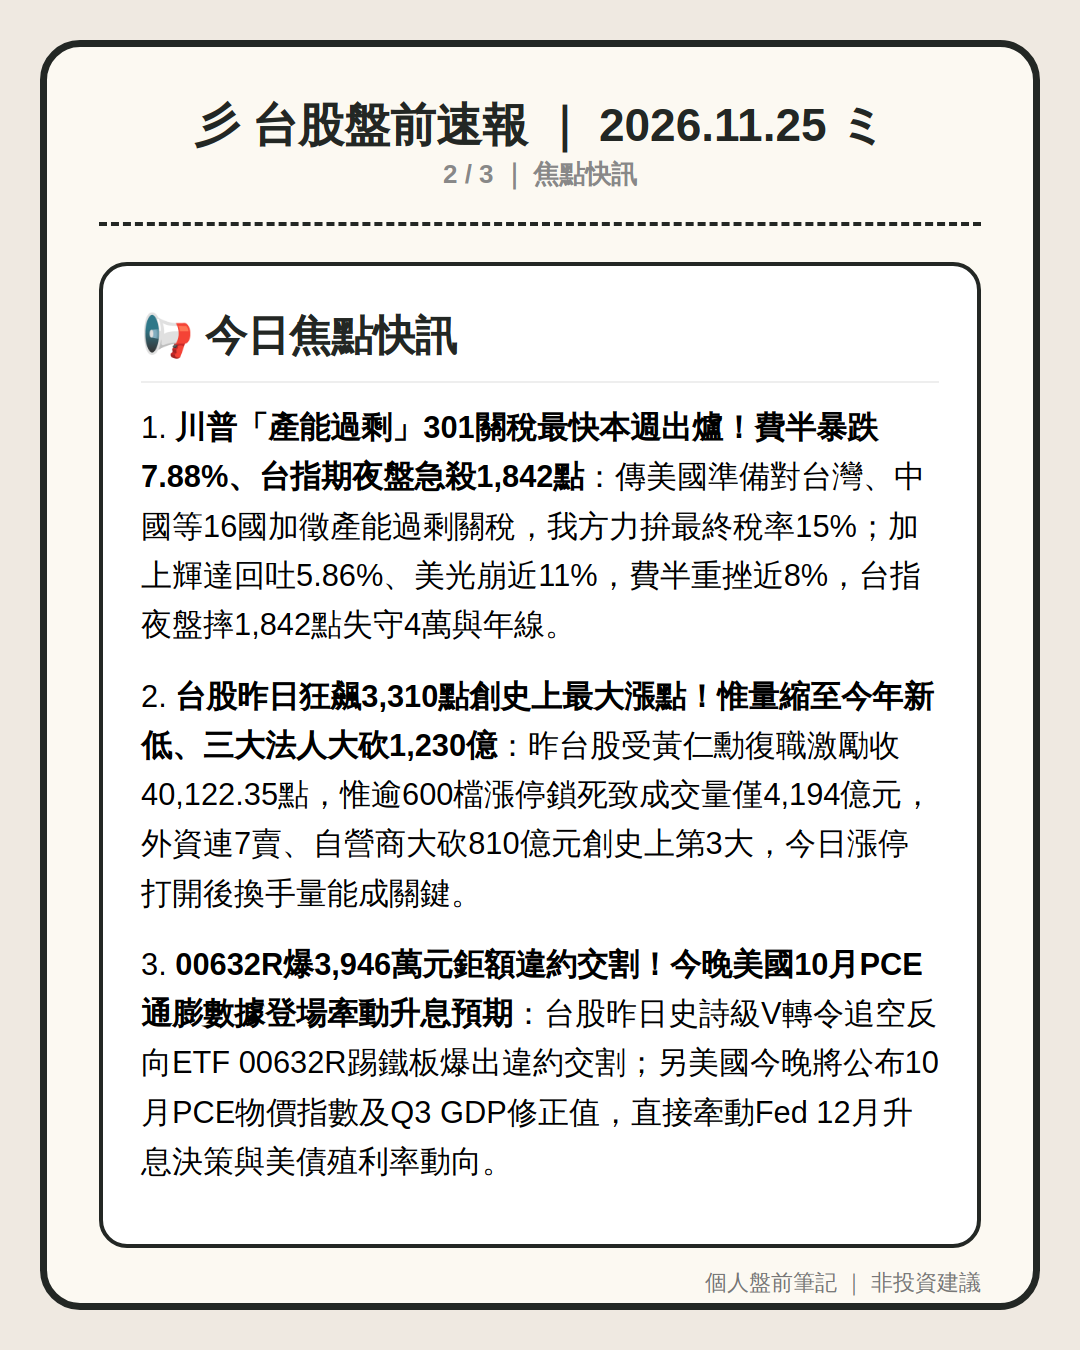 彡 台股盤前速報 ｜ 2026.11.25 ミ
2 / 3 ｜ 焦點快訊
今日焦點快訊
1. 川普「產能過剩」301關稅最快本週出爐！費半暴跌
7.88%、台指期夜盤急殺1,842點：傳美國準備對台灣、中
國等16國加徵產能過剩關稅，我方力拚最終稅率15%；加
上輝達回吐5.86%、美光崩近11%，費半重挫近8%，台指
夜盤摔1,842點失守4萬與年線。
2. 台股昨日狂飆3,310點創史上最大漲點！惟量縮至今年新
低、三大法人大砍1,230億：昨台股受黃仁勳復職激勵收
40,122.35點，惟逾600檔漲停鎖死致成交量僅4,194億元，
外資連7賣、自營商大砍810億元創史上第3大，今日漲停
打開後換手量能成關鍵。
3. 00632R爆3,946萬元鉅額違約交割！今晚美國10月PCE
通膨數據登場牽動升息預期：台股昨日史詩級V轉令追空反
向ETF 00632R踢鐵板爆出違約交割；另美國今晚將公布10
月PCE物價指數及Q3 GDP修正值，直接牽動Fed 12月升
息決策與美債殖利率動向。
個人盤前筆記 ｜ 非投資建議